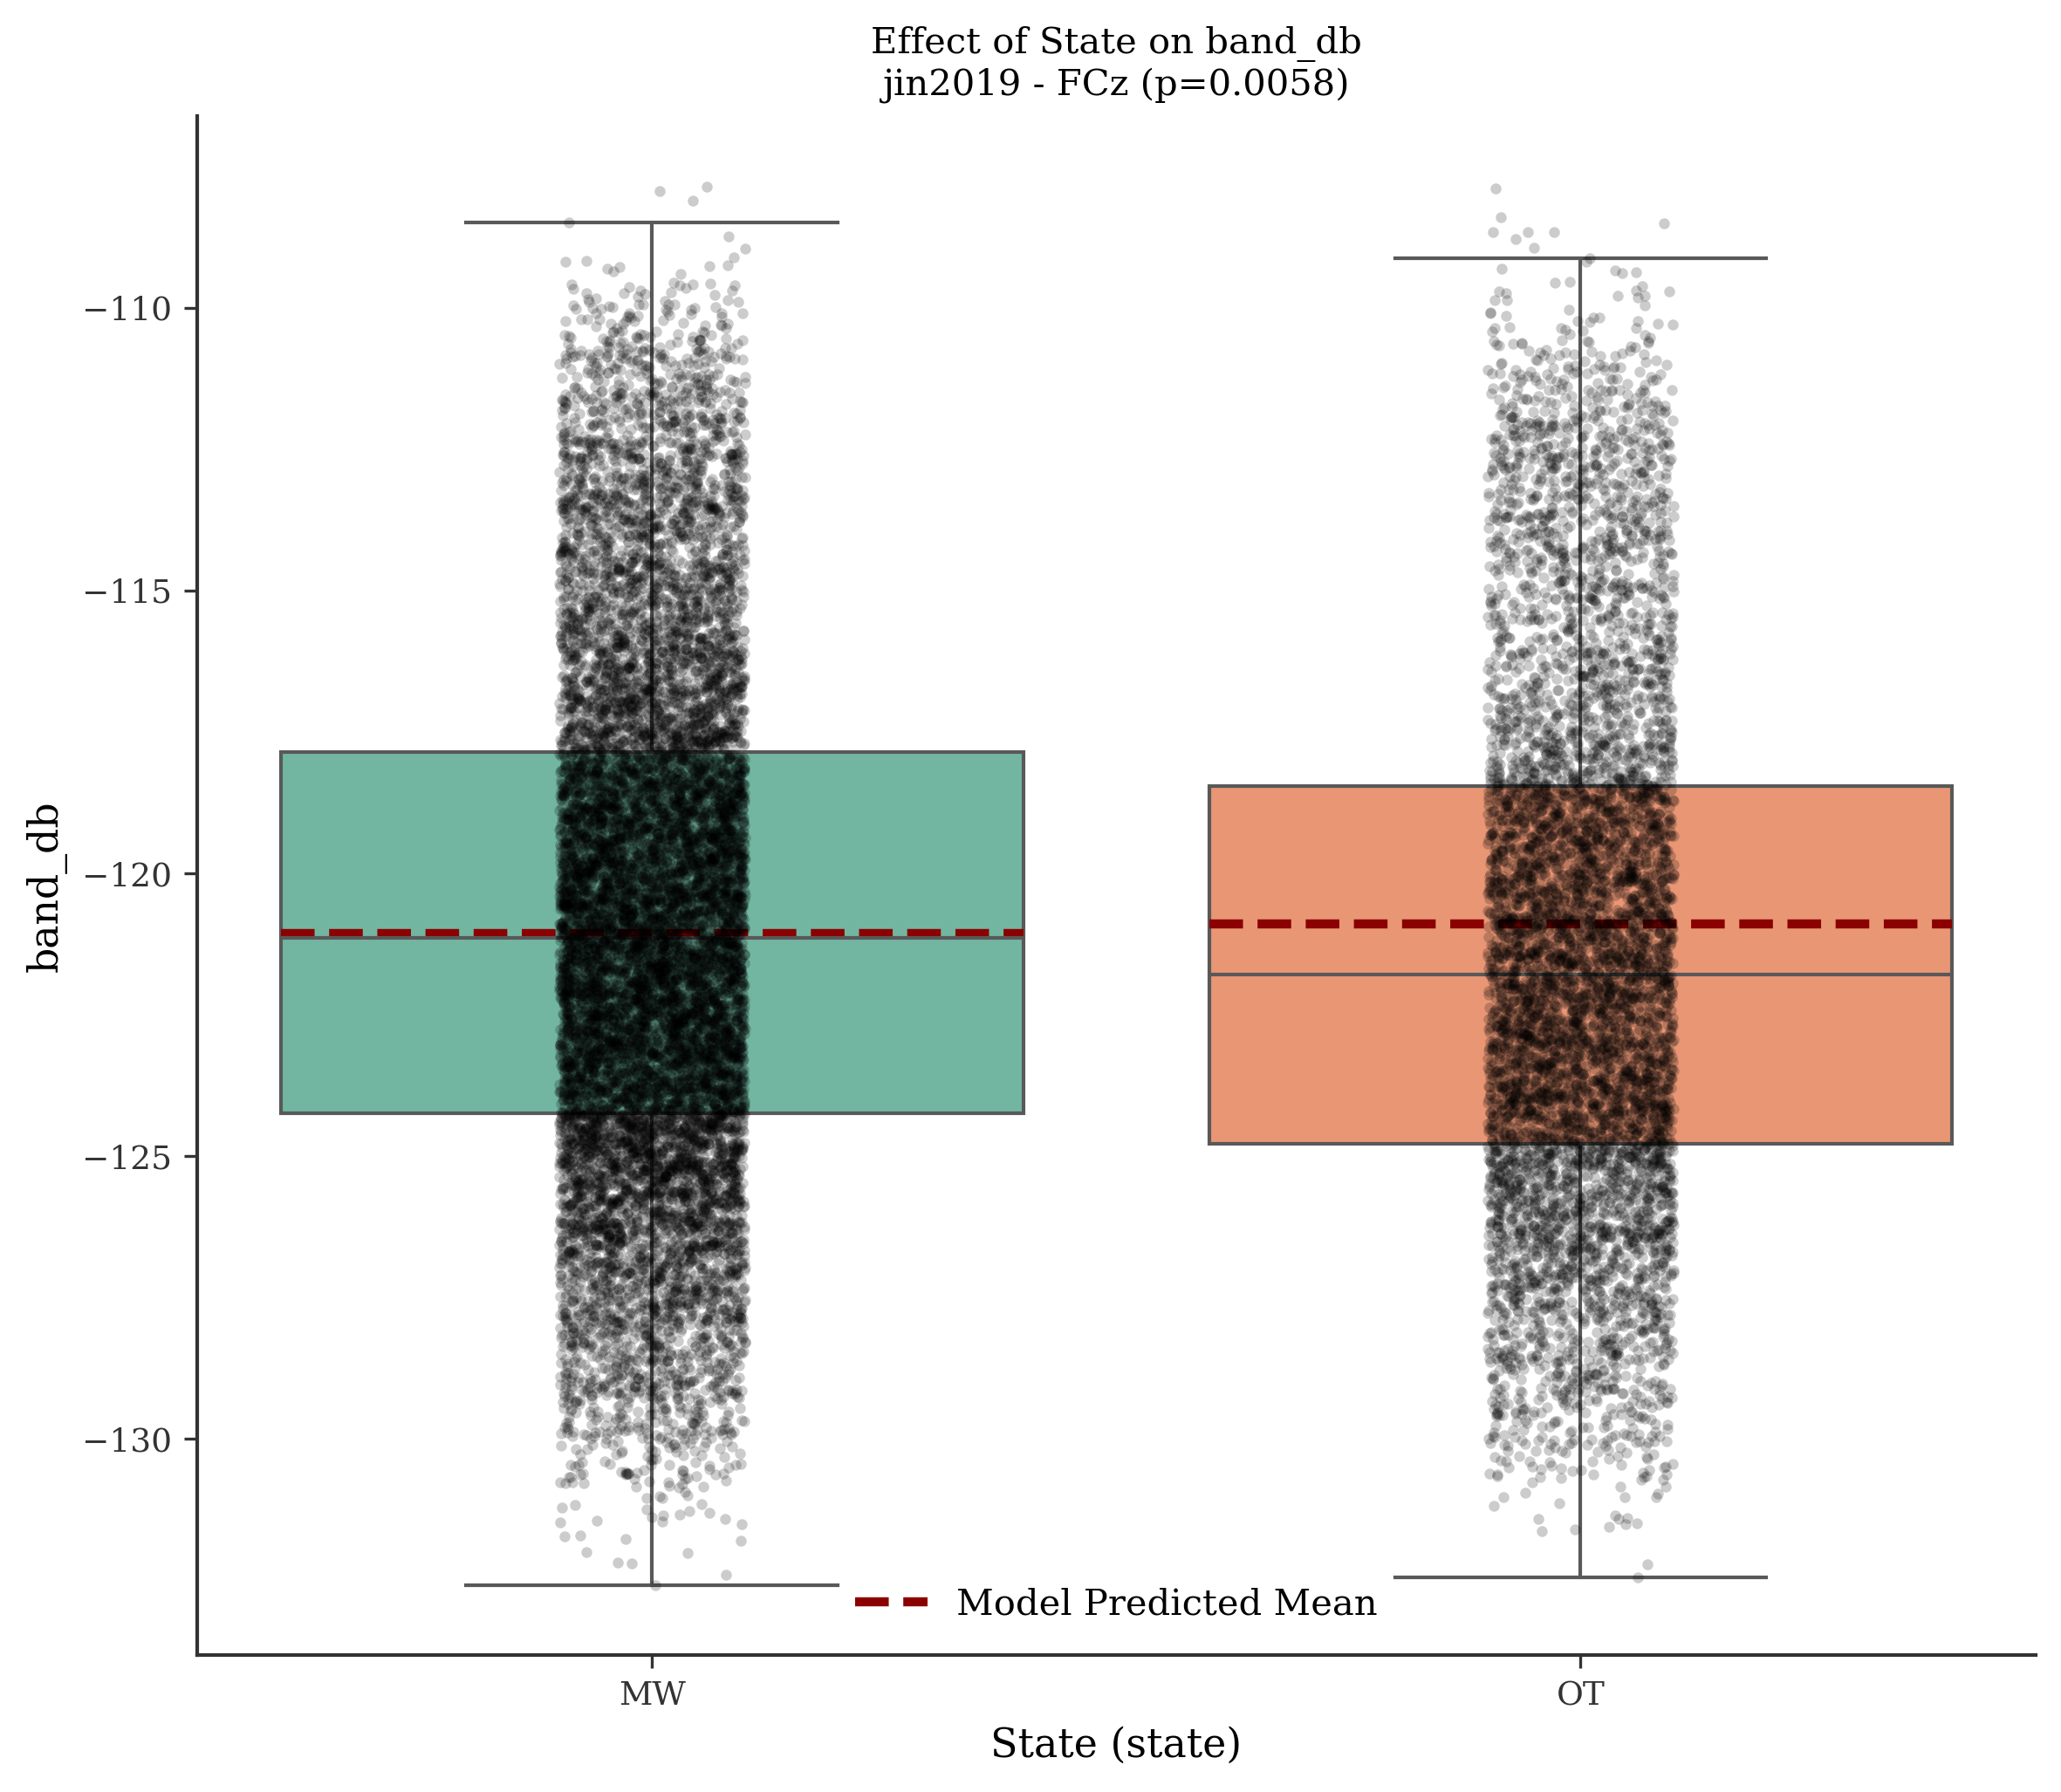 Effect of State on band_db
jin2019 - FCz (p=0.0058)
band_db
−110
−115
−120
−125
−130
Model Predicted Mean
MW
OT
State (state)